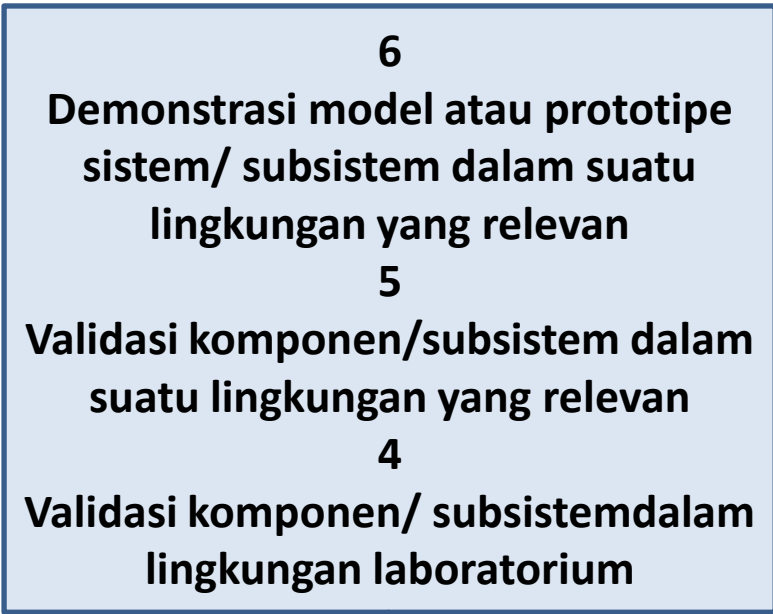 6
Demonstrasi model atau prototipe
sistem/ subsistem dalam suatu
lingkungan yang relevan
5
Validasi komponen/subsistem dalam
suatu lingkungan yang relevan
4
Validasi komponen/ subsistemdalam
lingkungan laboratorium